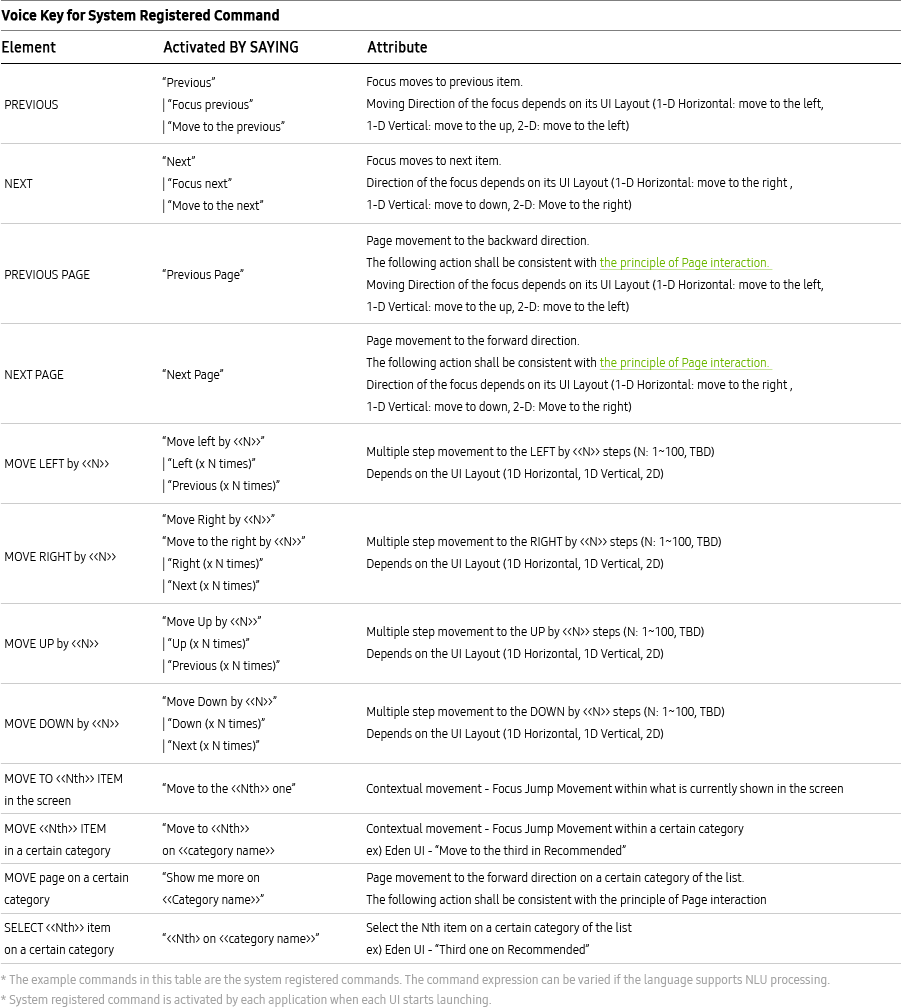 Voice Key for System Registered Command
Element Activated BY SAYING Attribute
PREVIOUS
“Previous”
| “Focus previous”
| “Move to the previous”
Focus moves to previous item.
Moving Direction of the focus depends on its UI Layout (1-D Horizontal: move to the left,
1-D Vertical: move to the up, 2-D: move to the left)
NEXT
“Next”
| “Focus next”
| “Move to the next”
Focus moves to next item.
Direction of the focus depends on its UI Layout (1-D Horizontal: move to the right ,
1-D Vertical: move to down, 2-D: Move to the right)
PREVIOUS PAGE
“Previous Page”
Page movement to the backward direction.
The following action shall be consistent with the principle of Page interaction.
Moving Direction of the focus depends on its UI Layout (1-D Horizontal: move to the left,
1-D Vertical: move to the up, 2-D: move to the left)
NEXT PAGE
“Next Page”
Page movement to the forward direction.
The following action shall be consistent with the principle of Page interaction.
Direction of the focus depends on its UI Layout (1-D Horizontal: move to the right ,
1-D Vertical: move to down, 2-D: Move to the right)
MOVE LEFT by <<N>>
“Move left by <<N>>”
| “Left (x N times)”
| “Previous (x N times)”
Multiple step movement to the LEFT by <<N>> steps (N: 1~100, TBD)
Depends on the UI Layout (1D Horizontal, 1D Vertical, 2D)
MOVE RIGHT by <<N>>
“Move Right by <<N>>”
“Move to the right by <<N>>”
| “Right (x N times)”
| “Next (x N times)”
Multiple step movement to the RIGHT by <<N>> steps (N: 1~100, TBD)
Depends on the UI Layout (1D Horizontal, 1D Vertical, 2D)
MOVE UP by <<N>>
“Move Up by <<N>>”
| “Up (x N times)”
| “Previous (x N times)”
Multiple step movement to the UP by <<N>> steps (N: 1~100, TBD)
Depends on the UI Layout (1D Horizontal, 1D Vertical, 2D)
MOVE DOWN by <<N>>
“Move Down by <<N>>”
| “Down (x N times)”
| “Next (x N times)”
Multiple step movement to the DOWN by <<N>> steps (N: 1~100, TBD)
Depends on the UI Layout (1D Horizontal, 1D Vertical, 2D)
MOVE TO <<Nth>> ITEM
in the screen
“Move to the <<Nth>> one”
Contextual movement - Focus Jump Movement within what is currently shown in the screen
MOVE <<Nth>> ITEM
in a certain category
“Move to <<Nth>>
on <<category name>>
Contextual movement - Focus Jump Movement within a certain category
ex) Eden UI - “Move to the third in Recommended”
MOVE page on a certain
category
“Show me more on
<<Category name>>”
Page movement to the forward direction on a certain category of the list.
The following action shall be consistent with the principle of Page interaction
SELECT <<Nth>> item
on a certain category
“<<Nth> on <<category name>>”
Select the Nth item on a certain category of the list
ex) Eden UI - “Third one on Recommended”
* The example commands in this table are the system registered commands. The command expression can be varied if the language supports NLU processing.
* System registered command is activated by each application when each UI starts launching.